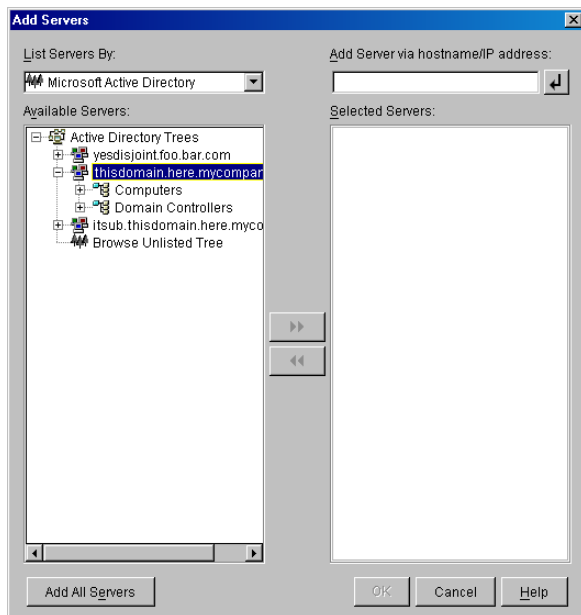 Add Servers
List Servers By:
Microsoft Active Directory
Add Server via hostname/IP address:
Available Servers:
Active Directory Trees
yesdisjoint.foo.bar.com
thisdomain.here.mycompar
Computers
Domain Controllers
itsub.thisdomain.here.myco
Browse Unlisted Tree
Selected Servers:
Add All Servers
OK
Cancel
Help